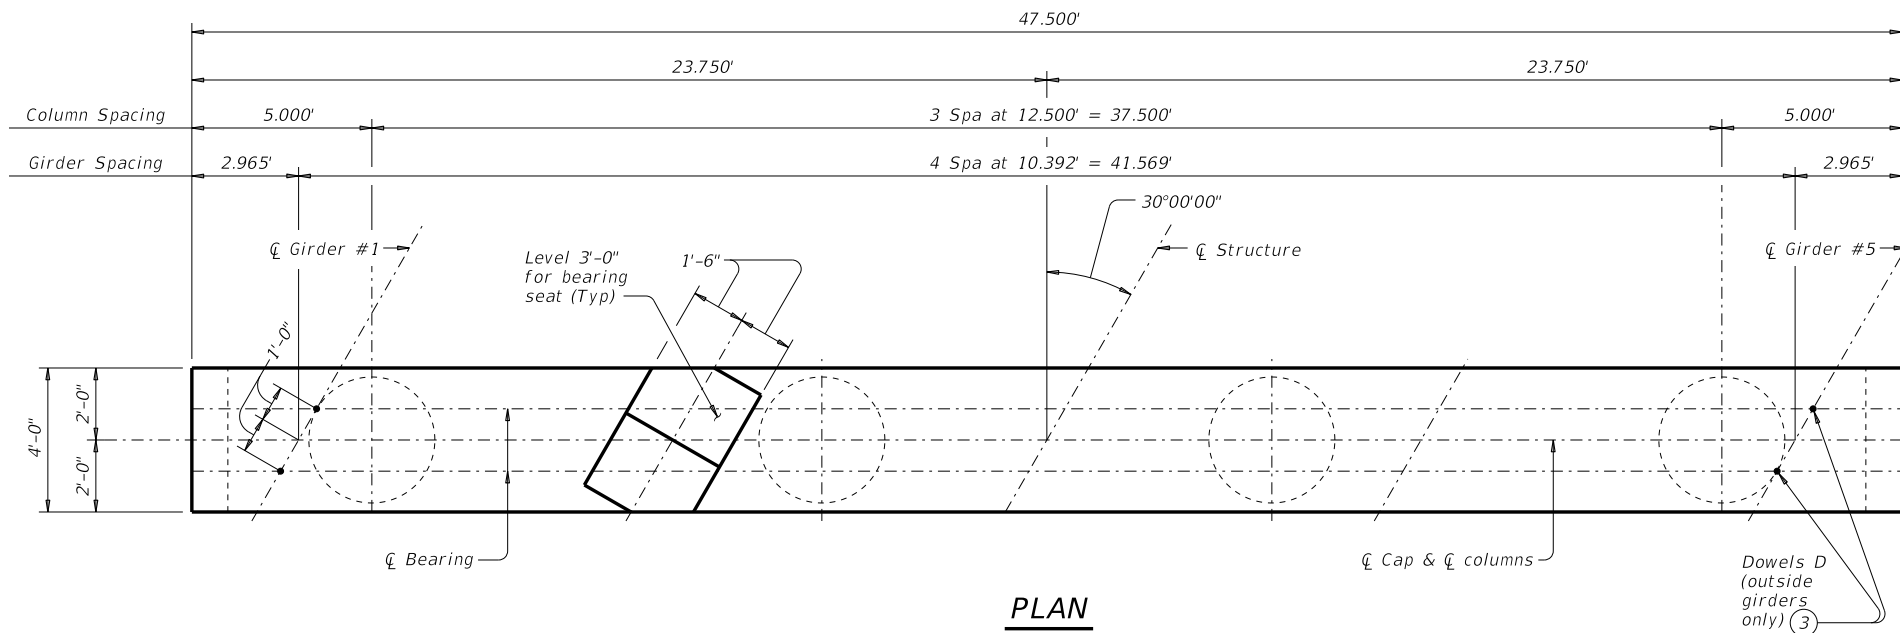 47.500'
23.750'
23.750'
Column Spacing
5.000'
3 Spa at 12.500' = 37.500'
5.000'
Girder Spacing
2.965'
4 Spa at 10.392' = 41.569'
2.965'
30°00'00"
℄ Girder #1
Level 3'-0"
for bearing
seat (Typ)
1'-6"
℄ Structure
℄ Girder #5
1'-0"
4'-0"
2'-0"
2'-0"
℄ Bearing
℄ Cap & ℄ columns
Dowels D
(outside
girders
only) 3
PLAN